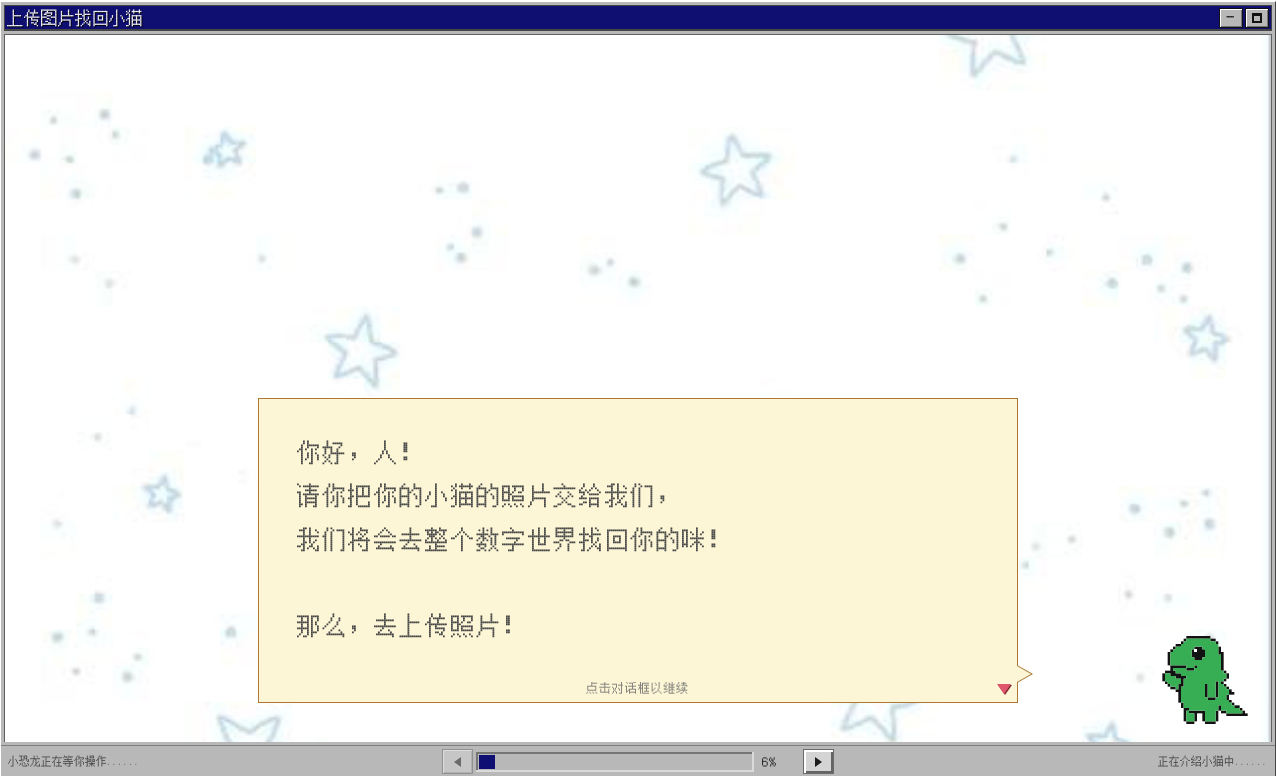 上传图片找回小猫
你好，人！
请你把你的小猫的照片交给我们，
我们将会去整个数字世界找回你的咪！
那么，去上传照片！
点击对话框以继续
小恐龙正在等你操作......
6%
正在介绍小猫中......